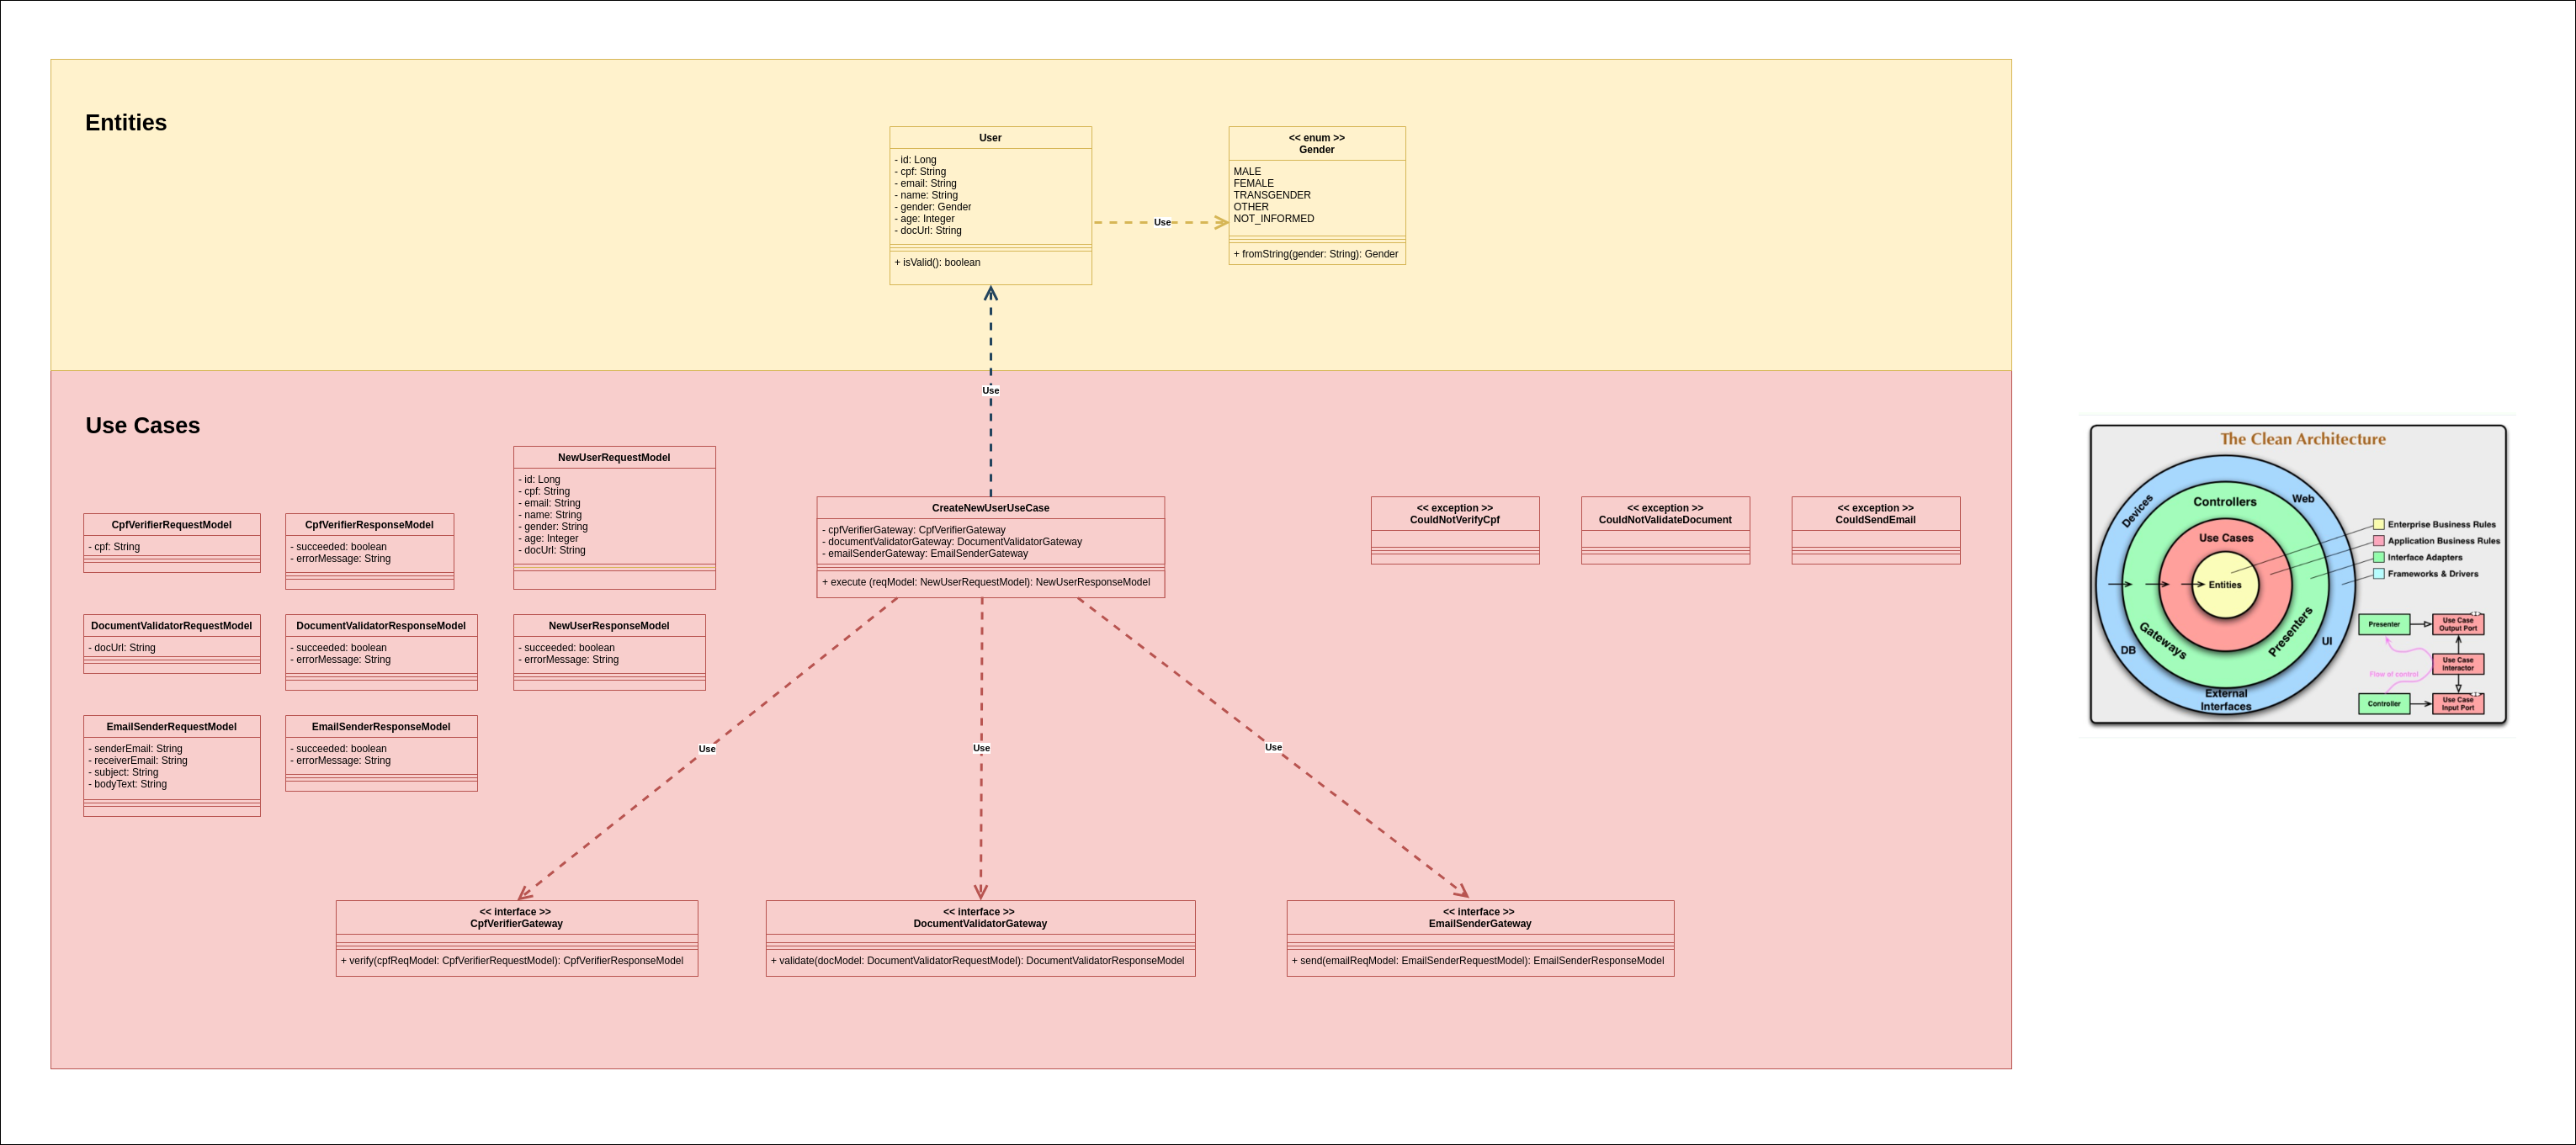 Entities
User
- id: Long
- cpf: String
- email: String
- name: String
- gender: Gender
- age: Integer
- docUrl: String
+ isValid(): boolean
Use
<< enum >>
Gender
MALE
FEMALE
TRANSGENDER
OTHER
NOT_INFORMED
+ fromString(gender: String): Gender
Use
Use Cases
CpfVerifierRequestModel
- cpf: String
CpfVerifierResponseModel
- succeeded: boolean
- errorMessage: String
NewUserRequestModel
- id: Long
- cpf: String
- email: String
- name: String
- gender: String
- age: Integer
- docUrl: String
CreateNewUserUseCase
- cpfVerifierGateway: CpfVerifierGateway
- documentValidatorGateway: DocumentValidatorGateway
- emailSenderGateway: EmailSenderGateway
+ execute (reqModel: NewUserRequestModel): NewUserResponseModel
<< exception >>
CouldNotVerifyCpf
<< exception >>
CouldNotValidateDocument
<< exception >>
CouldSendEmail
DocumentValidatorRequestModel
- docUrl: String
DocumentValidatorResponseModel
- succeeded: boolean
- errorMessage: String
NewUserResponseModel
- succeeded: boolean
- errorMessage: String
EmailSenderRequestModel
- senderEmail: String
- receiverEmail: String
- subject: String
- bodyText: String
EmailSenderResponseModel
- succeeded: boolean
- errorMessage: String
Use
Use
Use
<< interface >>
CpfVerifierGateway
+ verify(cpfReqModel: CpfVerifierRequestModel): CpfVerifierResponseModel
<< interface >>
DocumentValidatorGateway
+ validate(docModel: DocumentValidatorRequestModel): DocumentValidatorResponseModel
<< interface >>
EmailSenderGateway
+ send(emailReqModel: EmailSenderRequestModel): EmailSenderResponseModel
The Clean Architecture
Devices
Controllers
Web
Use Cases
Entities
Gateways
Presenters
DB
UI
External
Interfaces
Enterprise Business Rules
Application Business Rules
Interface Adapters
Frameworks & Drivers
Presenter
Use Case
Output Port
Use Case
Interactor
Flow of control
Controller
Use Case
Input Port